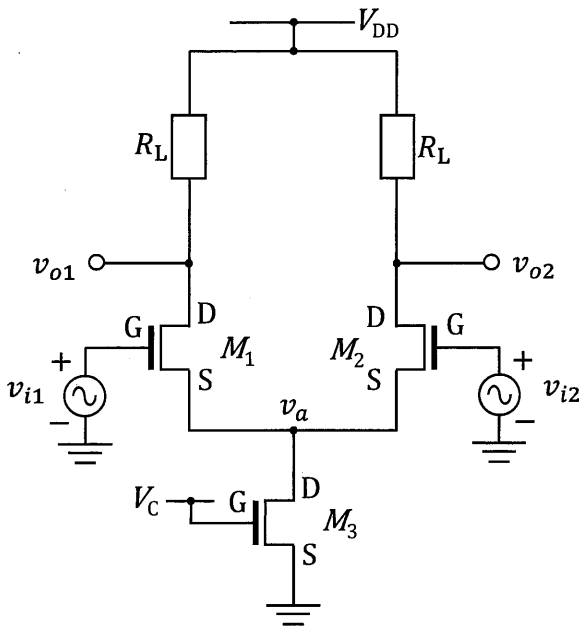 V_DD
R_L R_L
v_o1 v_o2
D D
G G
M_1 M_2
S S
+ +
v_i1 v_i2
− −
v_a
V_C G D
M_3
S